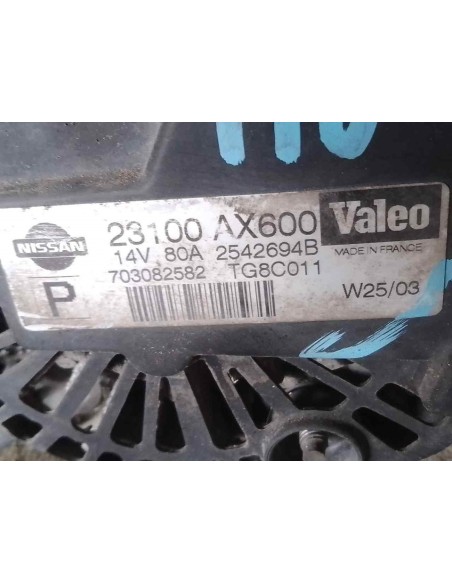 NISSAN
23100 AX600 Valeo
14V 80A 2542694B MADE IN FRANCE
703082582 TG8C011
P
W25/03